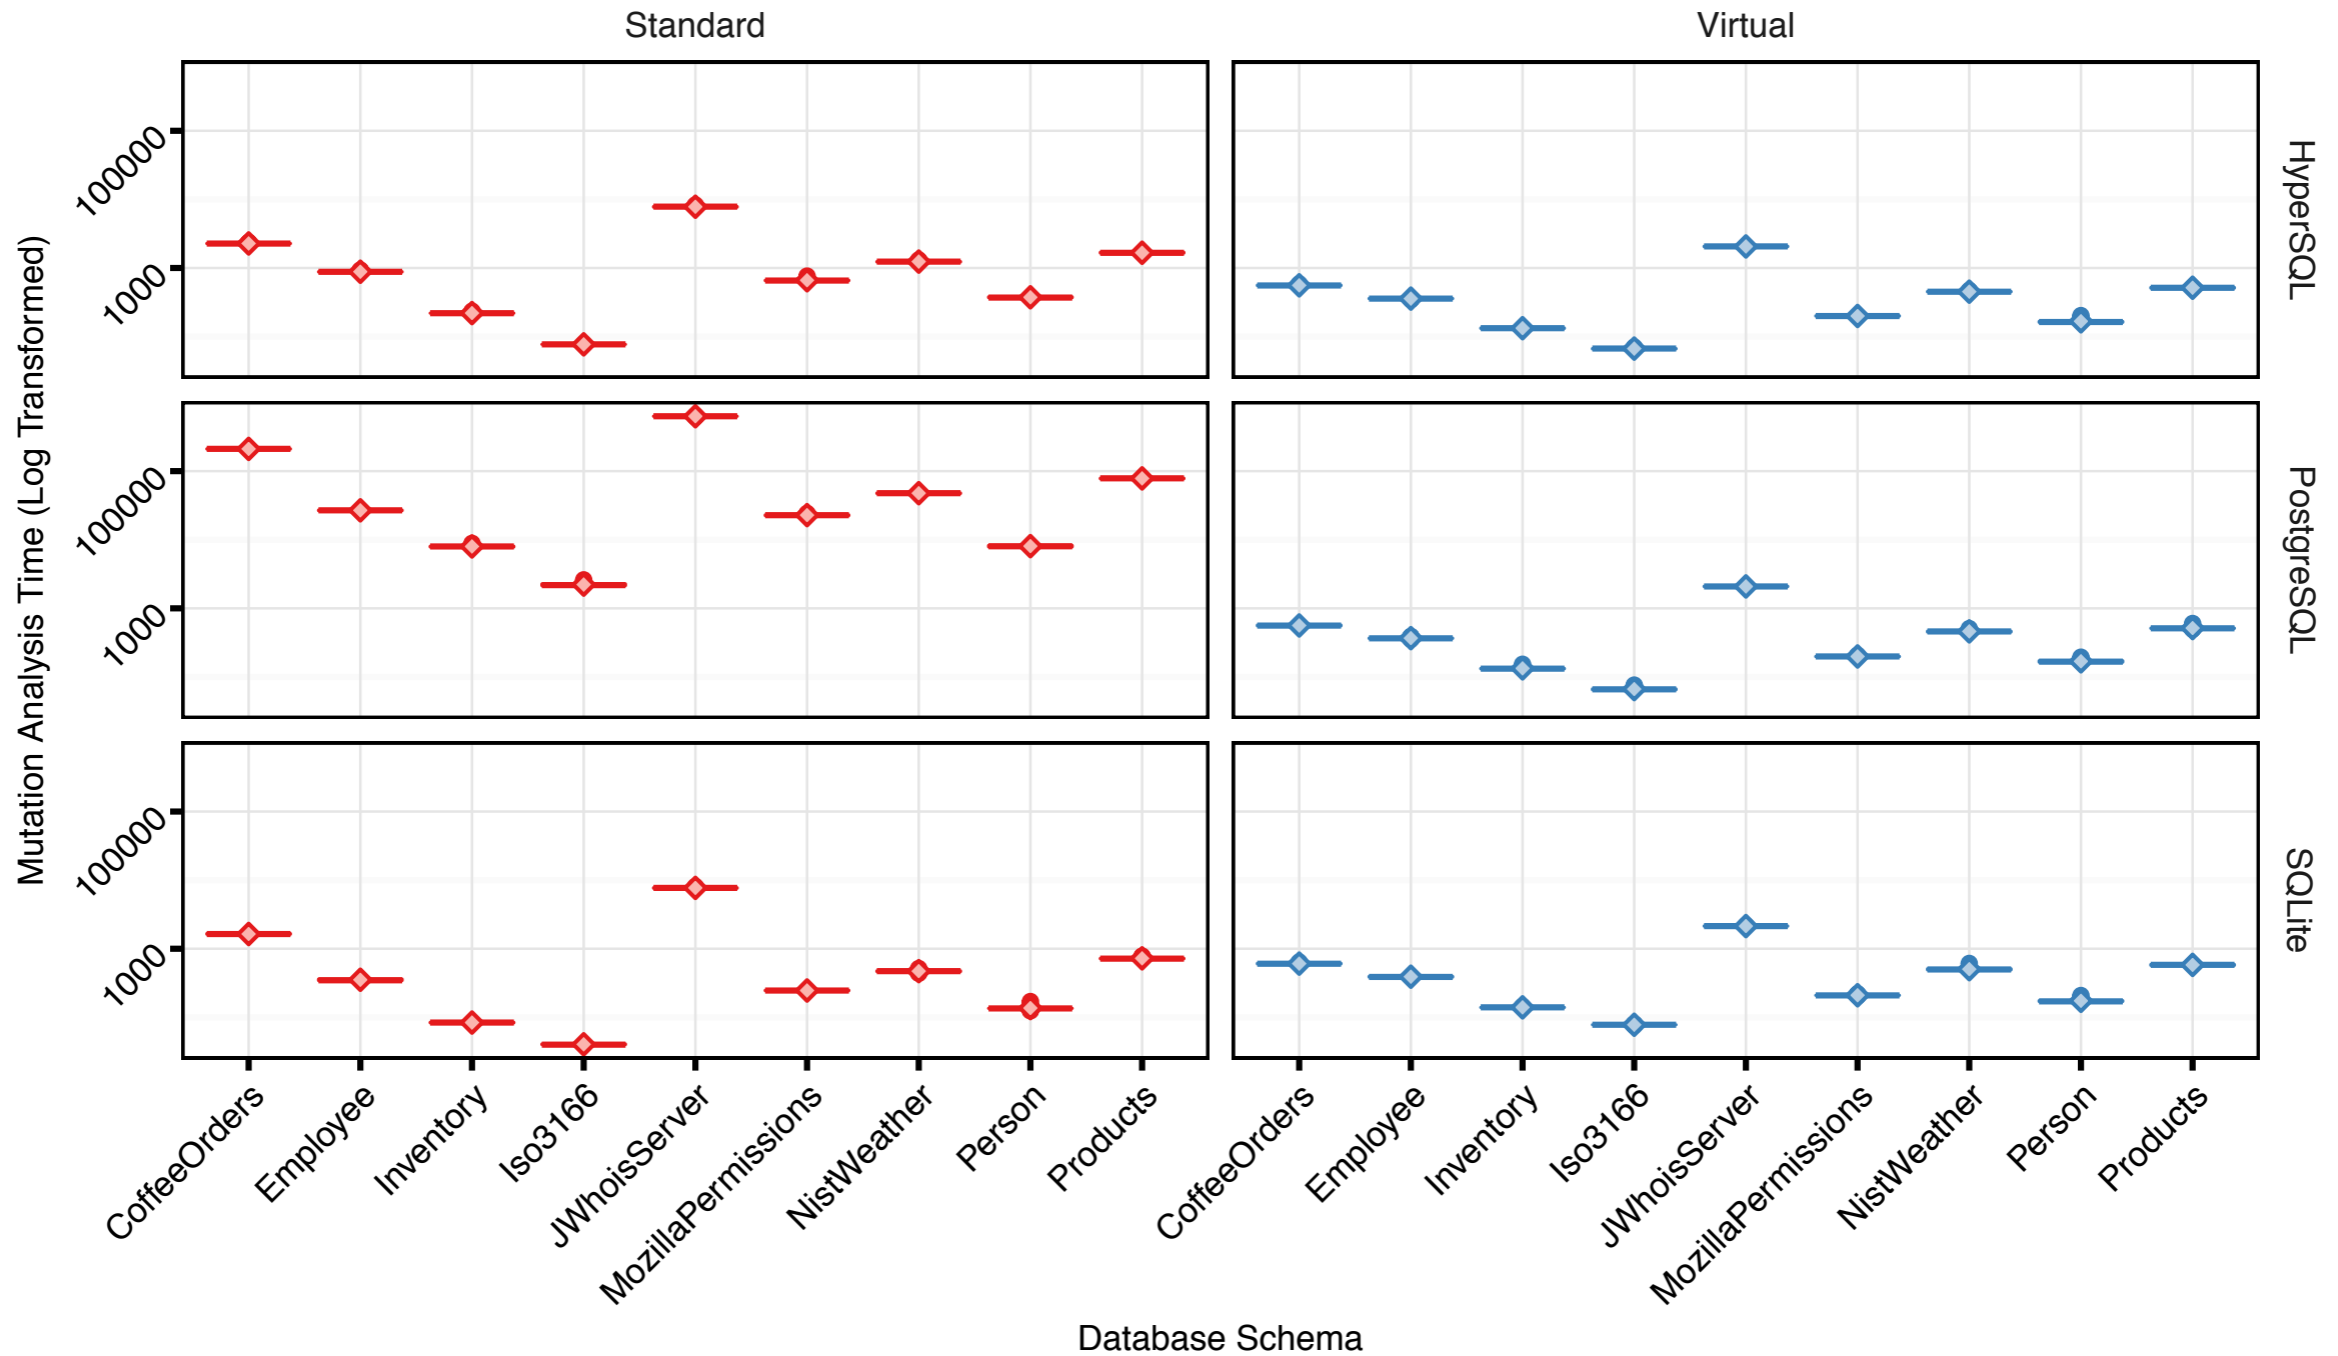 Standard
Virtual
Mutation Analysis Time (Log Transformed)
100000
1000
HyperSQL
100000
1000
PostgreSQL
100000
1000
SQLite
CoffeeOrders
Employee
Inventory
Iso3166
JWhoisServer
MozillaPermissions
NistWeather
Person
Products
CoffeeOrders
Employee
Inventory
Iso3166
JWhoisServer
MozillaPermissions
NistWeather
Person
Products
Database Schema